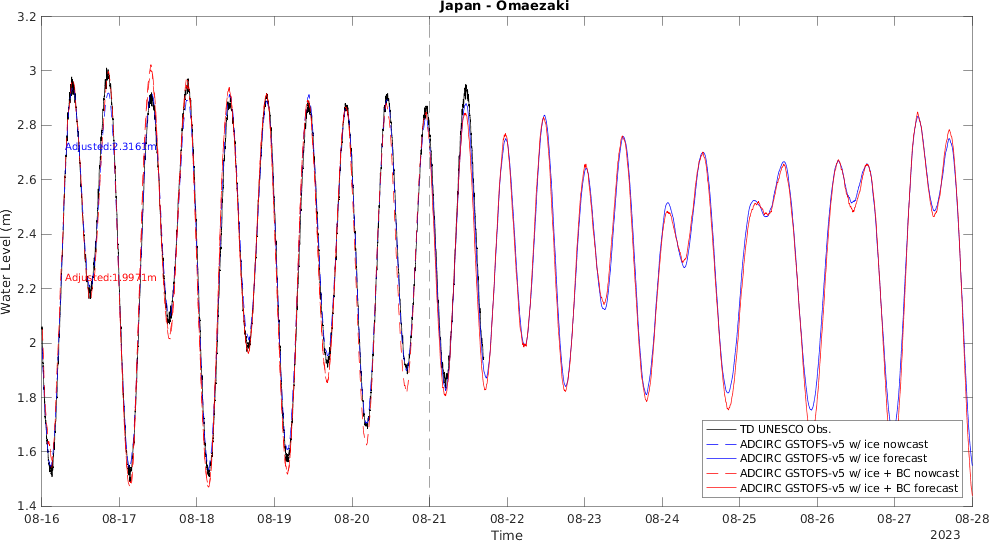 Japan - Omaezaki
3.2
3
2.8
2.6
2.4
2.2
2
1.8
1.6
1.4
Water Level (m)
Adjusted:2.3161m
Adjusted:1.9971m
TD UNESCO Obs.
ADCIRC GSTOFS-v5 w/ ice nowcast
ADCIRC GSTOFS-v5 w/ ice forecast
ADCIRC GSTOFS-v5 w/ ice + BC nowcast
ADCIRC GSTOFS-v5 w/ ice + BC forecast
08-16 08-17 08-18 08-19 08-20 08-21 08-22 08-23 08-24 08-25 08-26 08-27 08-28
Time
2023